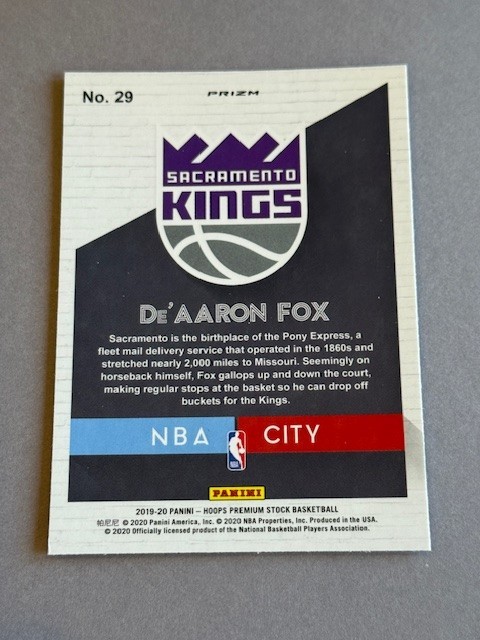 No. 29
PRIZM
SACRAMENTO
KINGS
DE'AARON FOX
Sacramento is the birthplace of the Pony Express, a
fleet mail delivery service that operated in the 1860s and
stretched nearly 2,000 miles to Missouri. Seemingly on
horseback himself, Fox gallops up and down the court,
making regular stops at the basket so he can drop off
buckets for the Kings.
NBA CITY
PANINI
2019-20 PANINI – HOOPS PREMIUM STOCK BASKETBALL
帕尼尼 © 2020 Panini America, Inc. © 2020 NBA Properties, Inc. Produced in the USA.
© 2020 Officially licensed product of the National Basketball Players Association.